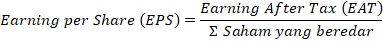 Earning per Share (EPS) = Earning After Tax (EAT) / Σ Saham yang beredar